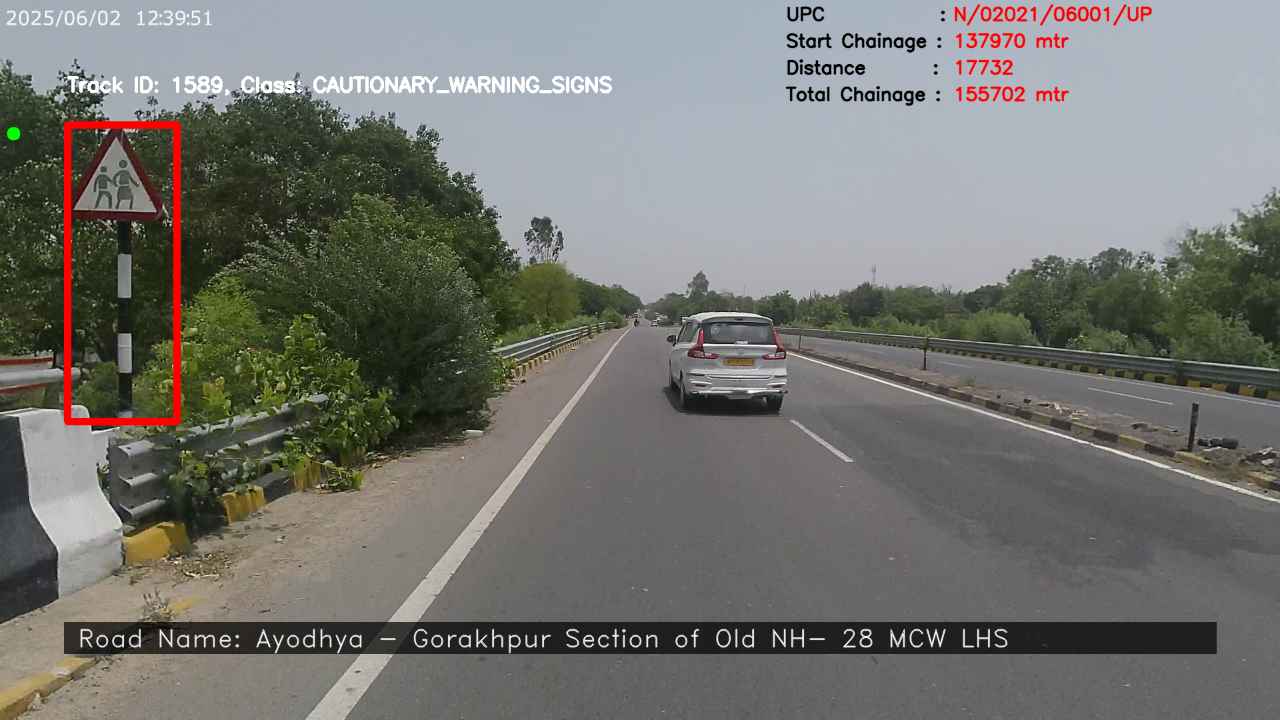 2025/06/02 12:39:51
UPC : N/02021/06001/UP
Start Chainage : 137970 mtr
Distance : 17732
Total Chainage : 155702 mtr
Track ID: 1589, Class: CAUTIONARY_WARNING_SIGNS
Road Name: Ayodhya - Gorakhpur Section of Old NH- 28 MCW LHS